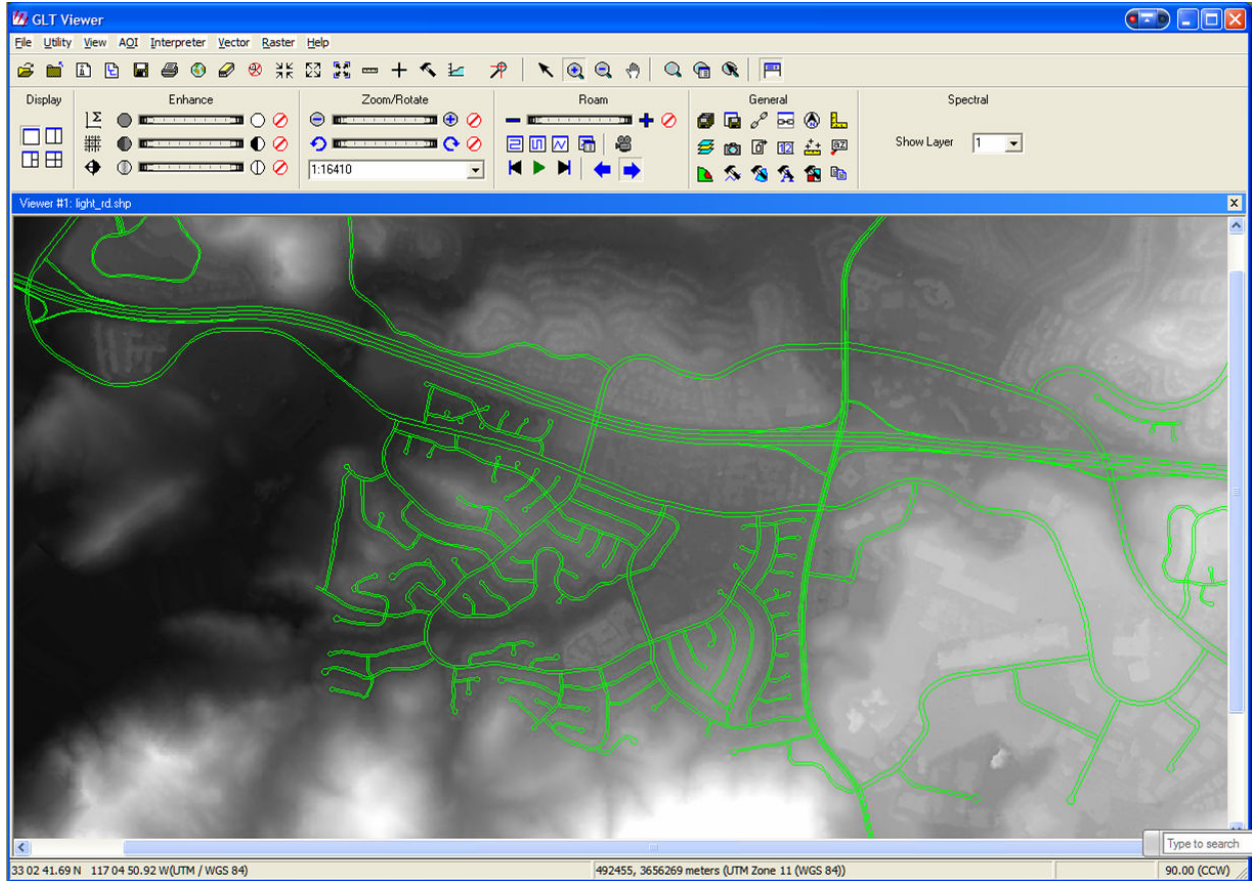 GLT Viewer
File Utility View AOI Interpreter Vector Raster Help
Display Enhance Zoom/Rotate Roam General Spectral
Show Layer 1
1:16410
Viewer #1: light_rd.shp
Type to search
33 02 41.69 N 117 04 50.92 W(UTM / WGS 84) 492455, 3656269 meters (UTM Zone 11 (WGS 84)) 90.00 (CCW)